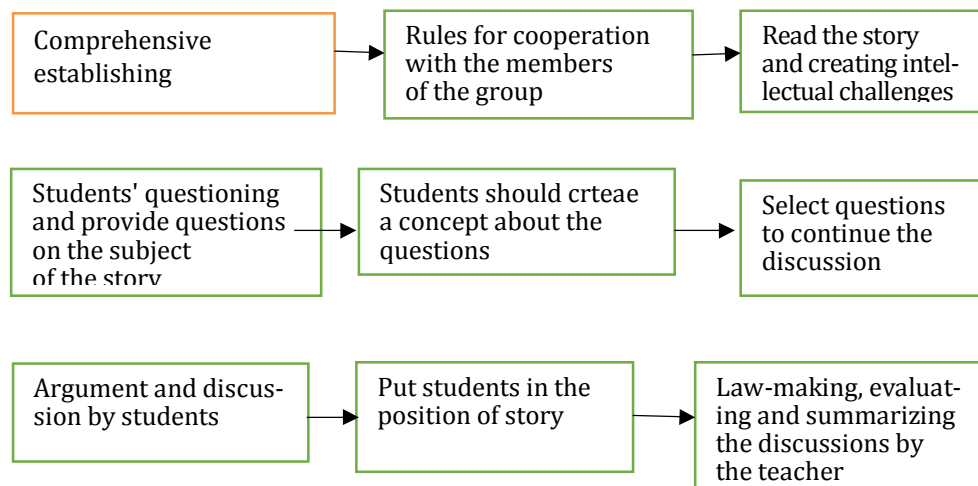 Comprehensive
establishing
Rules for cooperation
with the members
of the group
Read the story
and creating intel-
lectual challenges
Students' questioning
and provide questions
on the subject
of the story
Students should crteae
a concept about the
questions
Select questions
to continue the
discussion
Argument and discus-
sion by students
Put students in the
position of story
Law-making, evaluat-
ing and summarizing
the discussions by
the teacher